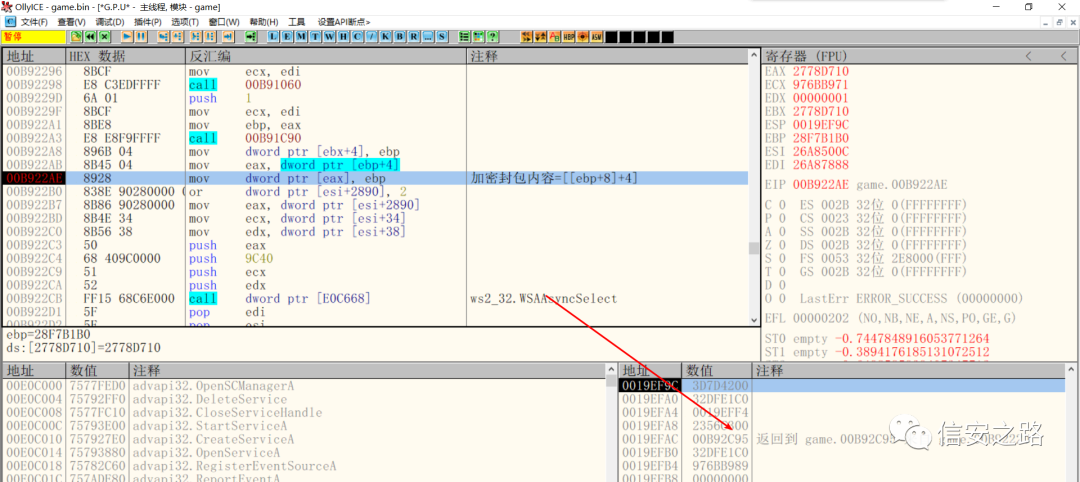 OllyICE - game.bin - [*G.P.U* - 主线程, 模块 - game]
文件(F) 查看(V) 调试(D) 插件(P) 选项(T) 窗口(W) 帮助(H) 工具 设置API断点>
暂停 L E M T W H C / K B R ... S
地址 HEX 数据 反汇编 注释
00B92296 8BCF mov ecx, edi
00B92298 E8 C3EDFFFF call 00B91060
00B9229D 6A 01 push 1
00B9229F 8BCF mov ecx, edi
00B922A1 8BE8 mov ebp, eax
00B922A3 E8 E8F9FFFF call 00B91C90
00B922A8 896B 04 mov dword ptr [ebx+4], ebp
00B922AB 8B45 04 mov eax, dword ptr [ebp+4]
00B922AE 8928 mov dword ptr [eax], ebp 加密封包内容=[[ebp+8]+4]
00B922B0 838E 90280000 0 or dword ptr [esi+2890], 2
00B922B7 8B86 90280000 mov eax, dword ptr [esi+2890]
00B922BD 8B4E 34 mov ecx, dword ptr [esi+34]
00B922C0 8B56 38 mov edx, dword ptr [esi+38]
00B922C3 50 push eax
00B922C4 68 409C0000 push 9C40
00B922C9 51 push ecx
00B922CA 52 push edx
00B922CB FF15 68C6E000 call dword ptr [E0C668] ws2_32.WSAAsyncSelect
00B922D1 5F pop edi
00B922D2 5E pop esi
ebp=28F7B1B0
ds:[2778D710]=2778D710
寄存器 (FPU) < <
EAX 2778D710
ECX 976BB971
EDX 00000001
EBX 2778D710
ESP 0019EF9C
EBP 28F7B1B0
ESI 26A8500C
EDI 26A87888
EIP 00B922AE game.00B922AE
C 0 ES 002B 32位 0(FFFFFFFF)
P 0 CS 0023 32位 0(FFFFFFFF)
A 0 SS 002B 32位 0(FFFFFFFF)
Z 0 DS 002B 32位 0(FFFFFFFF)
S 0 FS 0053 32位 2E8000(FFF)
T 0 GS 002B 32位 0(FFFFFFFF)
D 0
O 0 LastErr ERROR_SUCCESS (00000000)
EFL 00000202 (NO,NB,NE,A,NS,PO,GE,G)
ST0 empty -0.7447848916053771264
ST1 empty -0.3894176185131072512
地址 数值 注释
00E0C000 7577FED0 advapi32.OpenSCManagerA
00E0C004 75792FF0 advapi32.DeleteService
00E0C008 7577FC10 advapi32.CloseServiceHandle
00E0C00C 75793E00 advapi32.StartServiceA
00E0C010 757927E0 advapi32.CreateServiceA
00E0C014 75793880 advapi32.OpenServiceA
00E0C018 75782C60 advapi32.RegisterEventSourceA
00E0C01C 757ADE80 advapi32.ReportEventA
地址 数值 注释
0019EF9C 3D7D4200
0019EFA0 32DFE1C0
0019EFA4 0019EFF4
0019EFA8
0019EFAC 00B92C95 返回到 game.00B92C95
0019EFB0 32DFE1C0
0019EFB4 976BB989
0019EFB8 00000000
信安之路